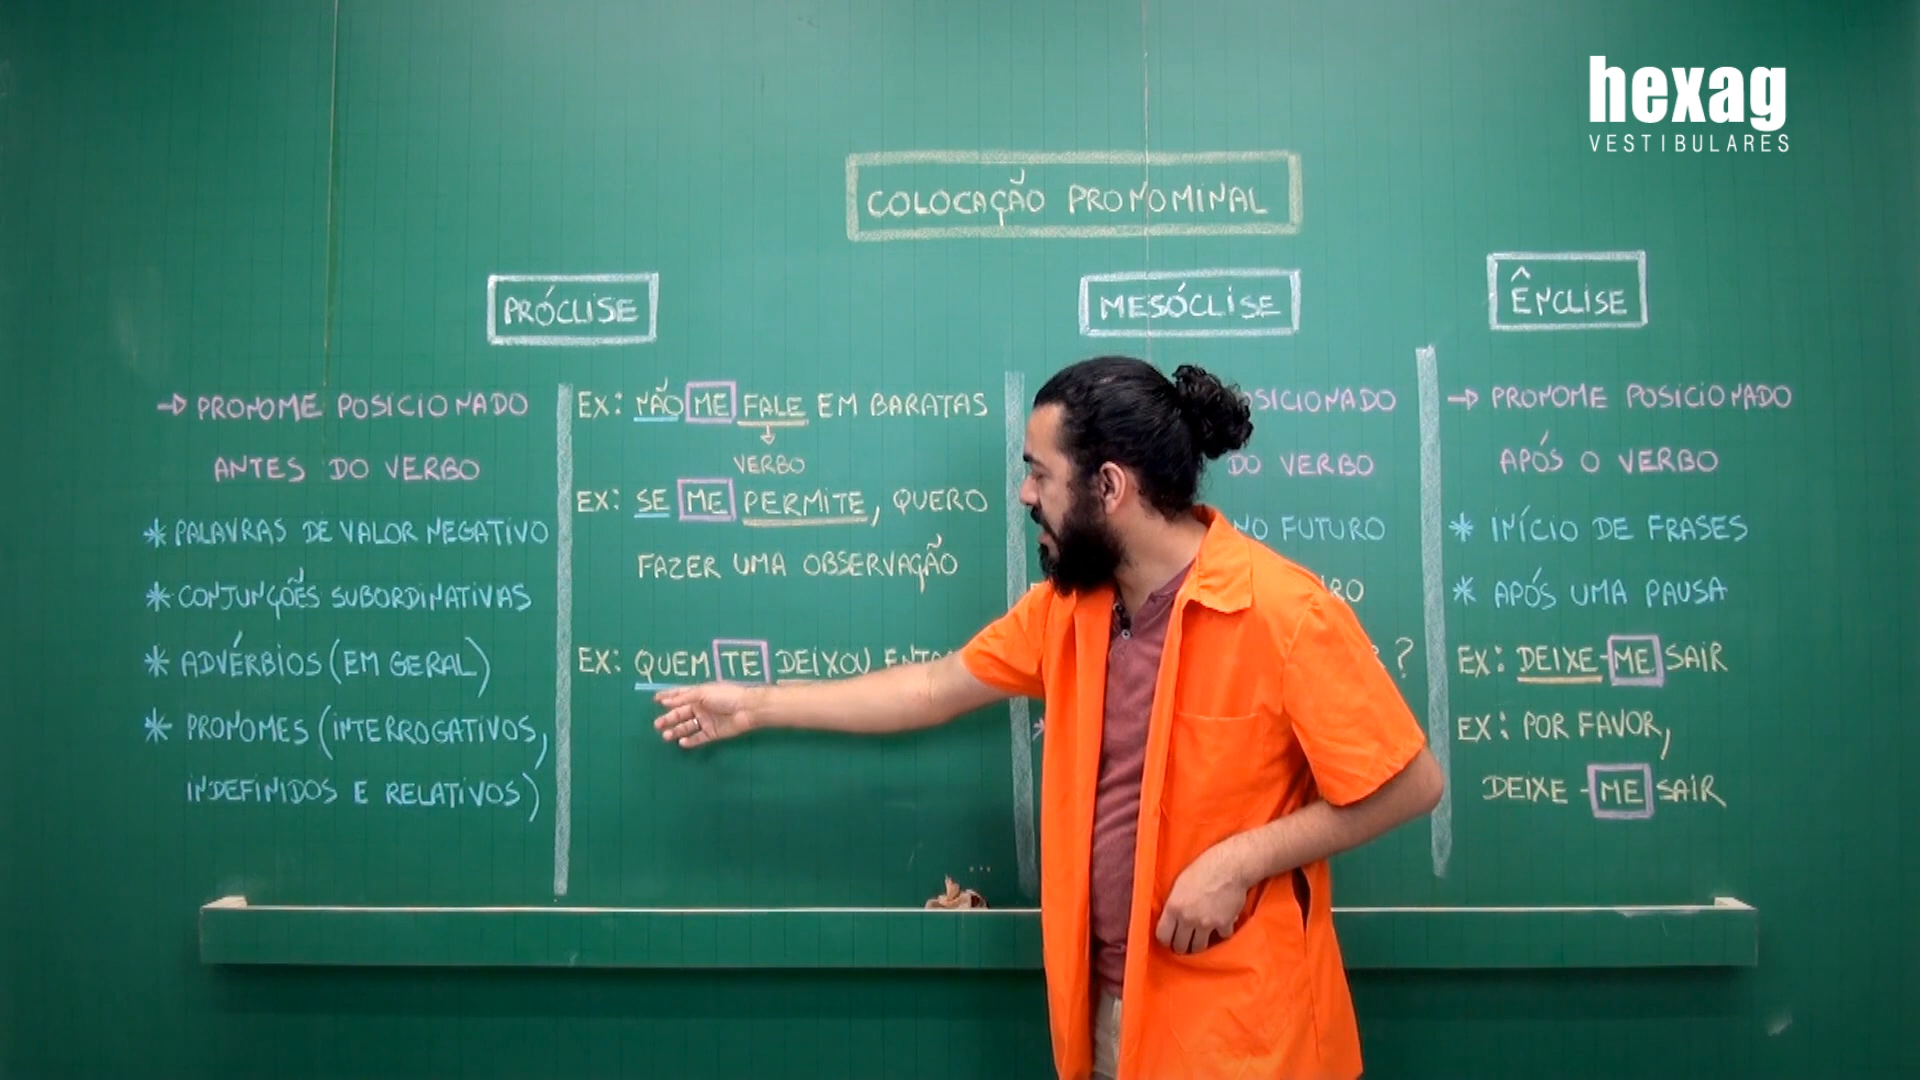 hexag
VESTIBULARES
COLOCAÇÃO PRONOMINAL
PRÓCLISE
→ PRONOME POSICIONADO
ANTES DO VERBO
* PALAVRAS DE VALOR NEGATIVO
* CONJUNÇÕES SUBORDINATIVAS
* ADVÉRBIOS (EM GERAL)
* PRONOMES (INTERROGATIVOS,
INDEFINIDOS E RELATIVOS)
EX: NÃO ME FALE EM BARATAS
VERBO
EX: SE ME PERMITE, QUERO
FAZER UMA OBSERVAÇÃO
EX: QUEM TE DEIXOU
MESÓCLISE
DO VERBO
NO FUTURO
?
ÊNCLISE
→ PRONOME POSICIONADO
APÓS O VERBO
* INÍCIO DE FRASES
* APÓS UMA PAUSA
EX: DEIXE-ME SAIR
EX: POR FAVOR,
DEIXE-ME SAIR